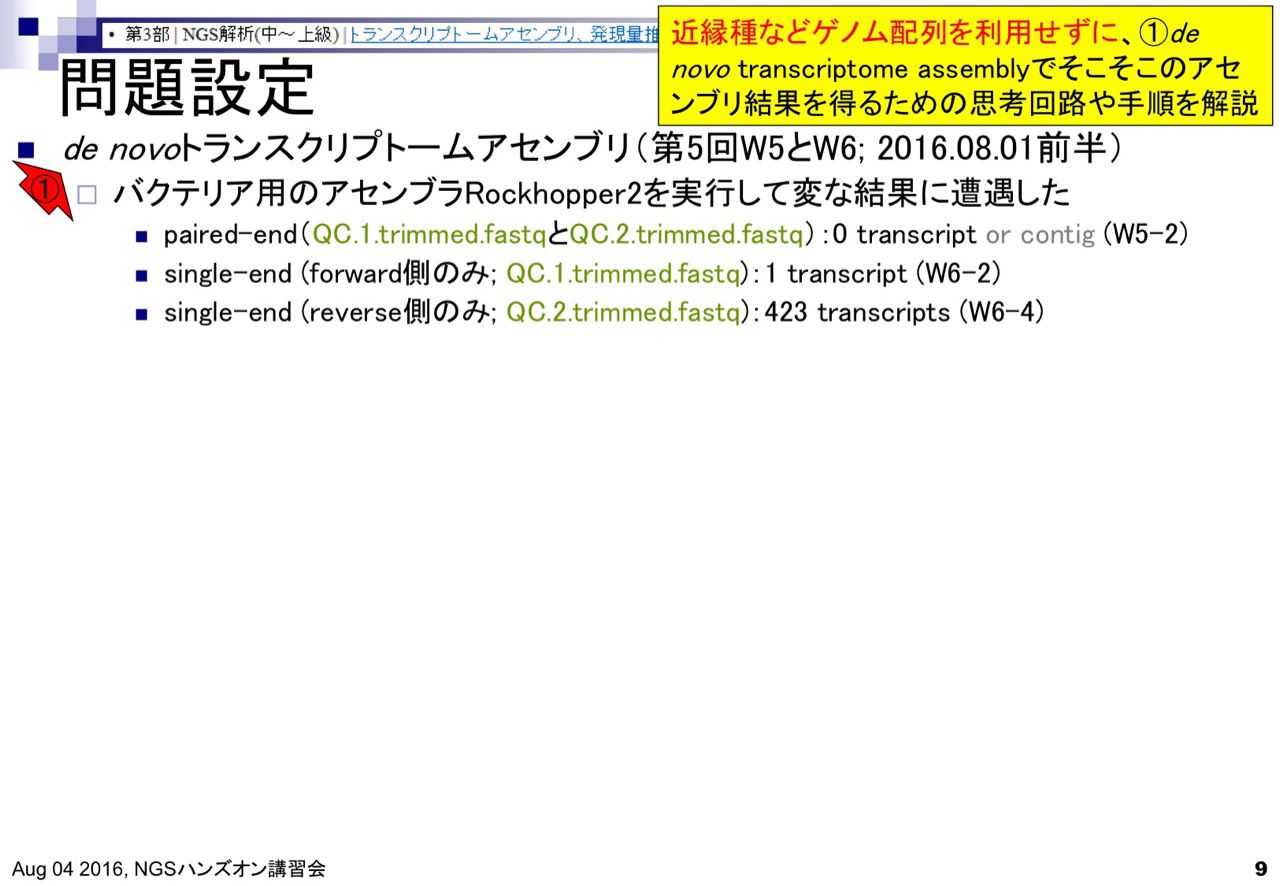 • 第3部 | NGS解析(中～上級) | トランスクリプトームアセンブリ、発現量推
近縁種などゲノム配列を利用せずに、①de
novo transcriptome assemblyでそこそこのアセ
ンブリ結果を得るための思考回路や手順を解説
問題設定
de novoトランスクリプトームアセンブリ(第5回W5とW6; 2016.08.01前半)
①
バクテリア用のアセンブラRockhopper2を実行して変な結果に遭遇した
paired-end(QC.1.trimmed.fastqとQC.2.trimmed.fastq):0 transcript or contig (W5-2)
single-end (forward側のみ; QC.1.trimmed.fastq):1 transcript (W6-2)
single-end (reverse側のみ; QC.2.trimmed.fastq):423 transcripts (W6-4)
Aug 04 2016, NGSハンズオン講習会
9